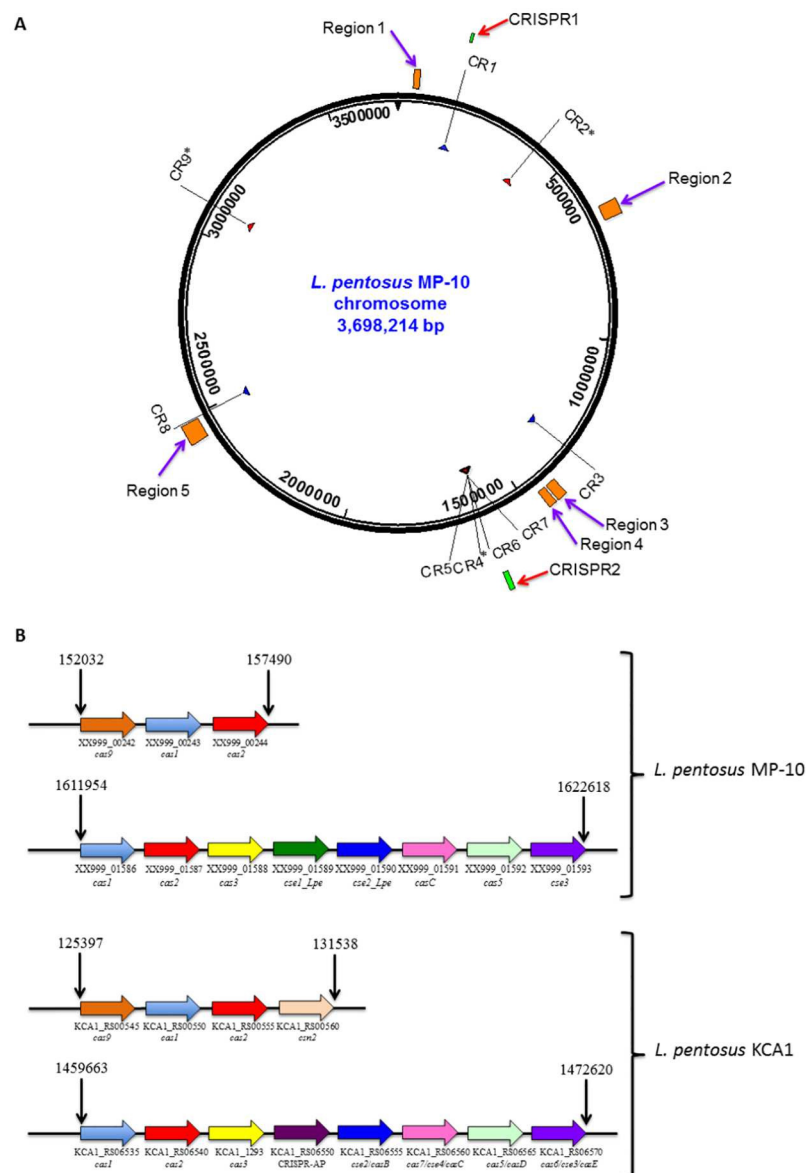 A
Region 1
CRISPR1
CR1
CR2*
3500000
500000
Region 2
CR9*
3000000
L. pentosus MP-10
chromosome
3,698,214 bp
1000000
2500000
CR8
Region 5
2000000
1500000
CR3
Region 3
Region 4
CR5 CR4* CR6 CR7
CRISPR2
B
152032 157490
XX999_00242 XX999_00243 XX999_00244
cas9 cas1 cas2
L. pentosus MP-10
1611954 1622618
XX999_01586 XX999_01587 XX999_01588 XX999_01589 XX999_01590 XX999_01591 XX999_01592 XX999_01593
cas1 cas2 cas3 cse1_Lpe cse2_Lpe casC cas5 cse3
125397 131538
KCA1_RS00545 KCA1_RS00550 KCA1_RS00555 KCA1_RS00560
cas9 cas1 cas2 csn2
L. pentosus KCA1
1459663 1472620
KCA1_RS06535 KCA1_RS06540 KCA1_1293 KCA1_RS06550 KCA1_RS06555 KCA1_RS06560 KCA1_RS06565 KCA1_RS06570
cas1 cas2 cas3 CRISPR-AP cse2/casB cas7/cse4/casC cas5/casD cas6/cse3/casE